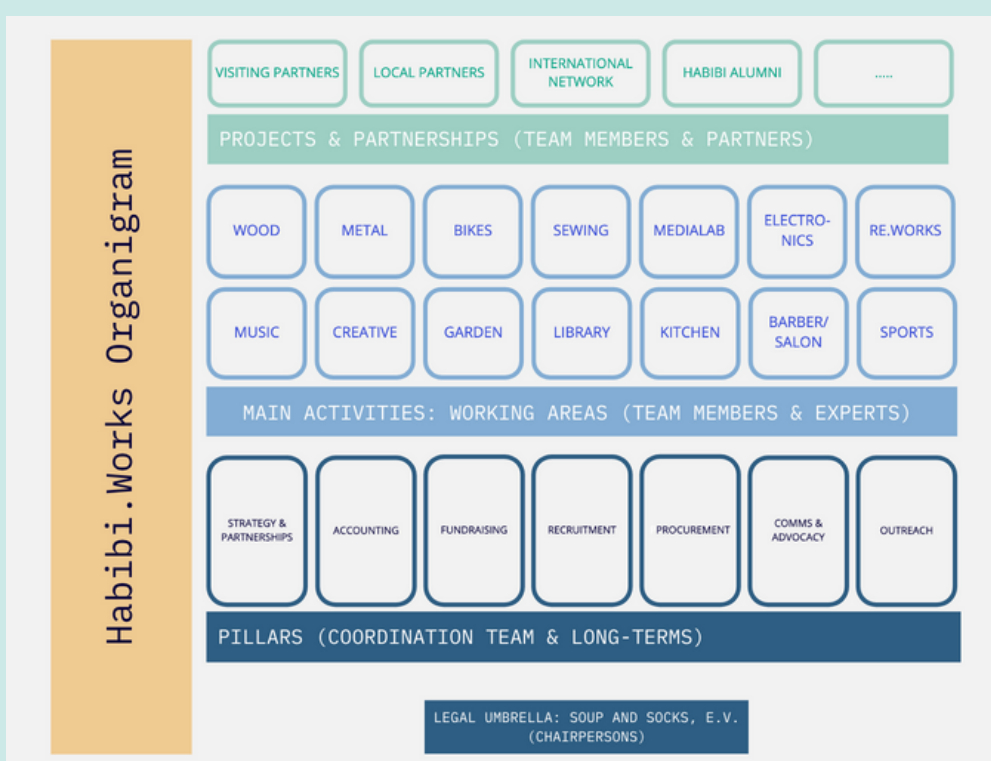 Habibi.Works Organigram
VISITING PARTNERS
LOCAL PARTNERS
INTERNATIONAL
NETWORK
HABIBI ALUMNI
.....
PROJECTS & PARTNERSHIPS (TEAM MEMBERS & PARTNERS)
WOOD
METAL
BIKES
SEWING
MEDIALAB
ELECTRO-
NICS
RE.WORKS
MUSIC
CREATIVE
GARDEN
LIBRARY
KITCHEN
BARBER/
SALON
SPORTS
MAIN ACTIVITIES: WORKING AREAS (TEAM MEMBERS & EXPERTS)
STRATEGY &
PARTNERSHIPS
ACCOUNTING
FUNDRAISING
RECRUITMENT
PROCUREMENT
COMMS &
ADVOCACY
OUTREACH
PILLARS (COORDINATION TEAM & LONG-TERMS)
LEGAL UMBRELLA: SOUP AND SOCKS, E.V.
(CHAIRPERSONS)